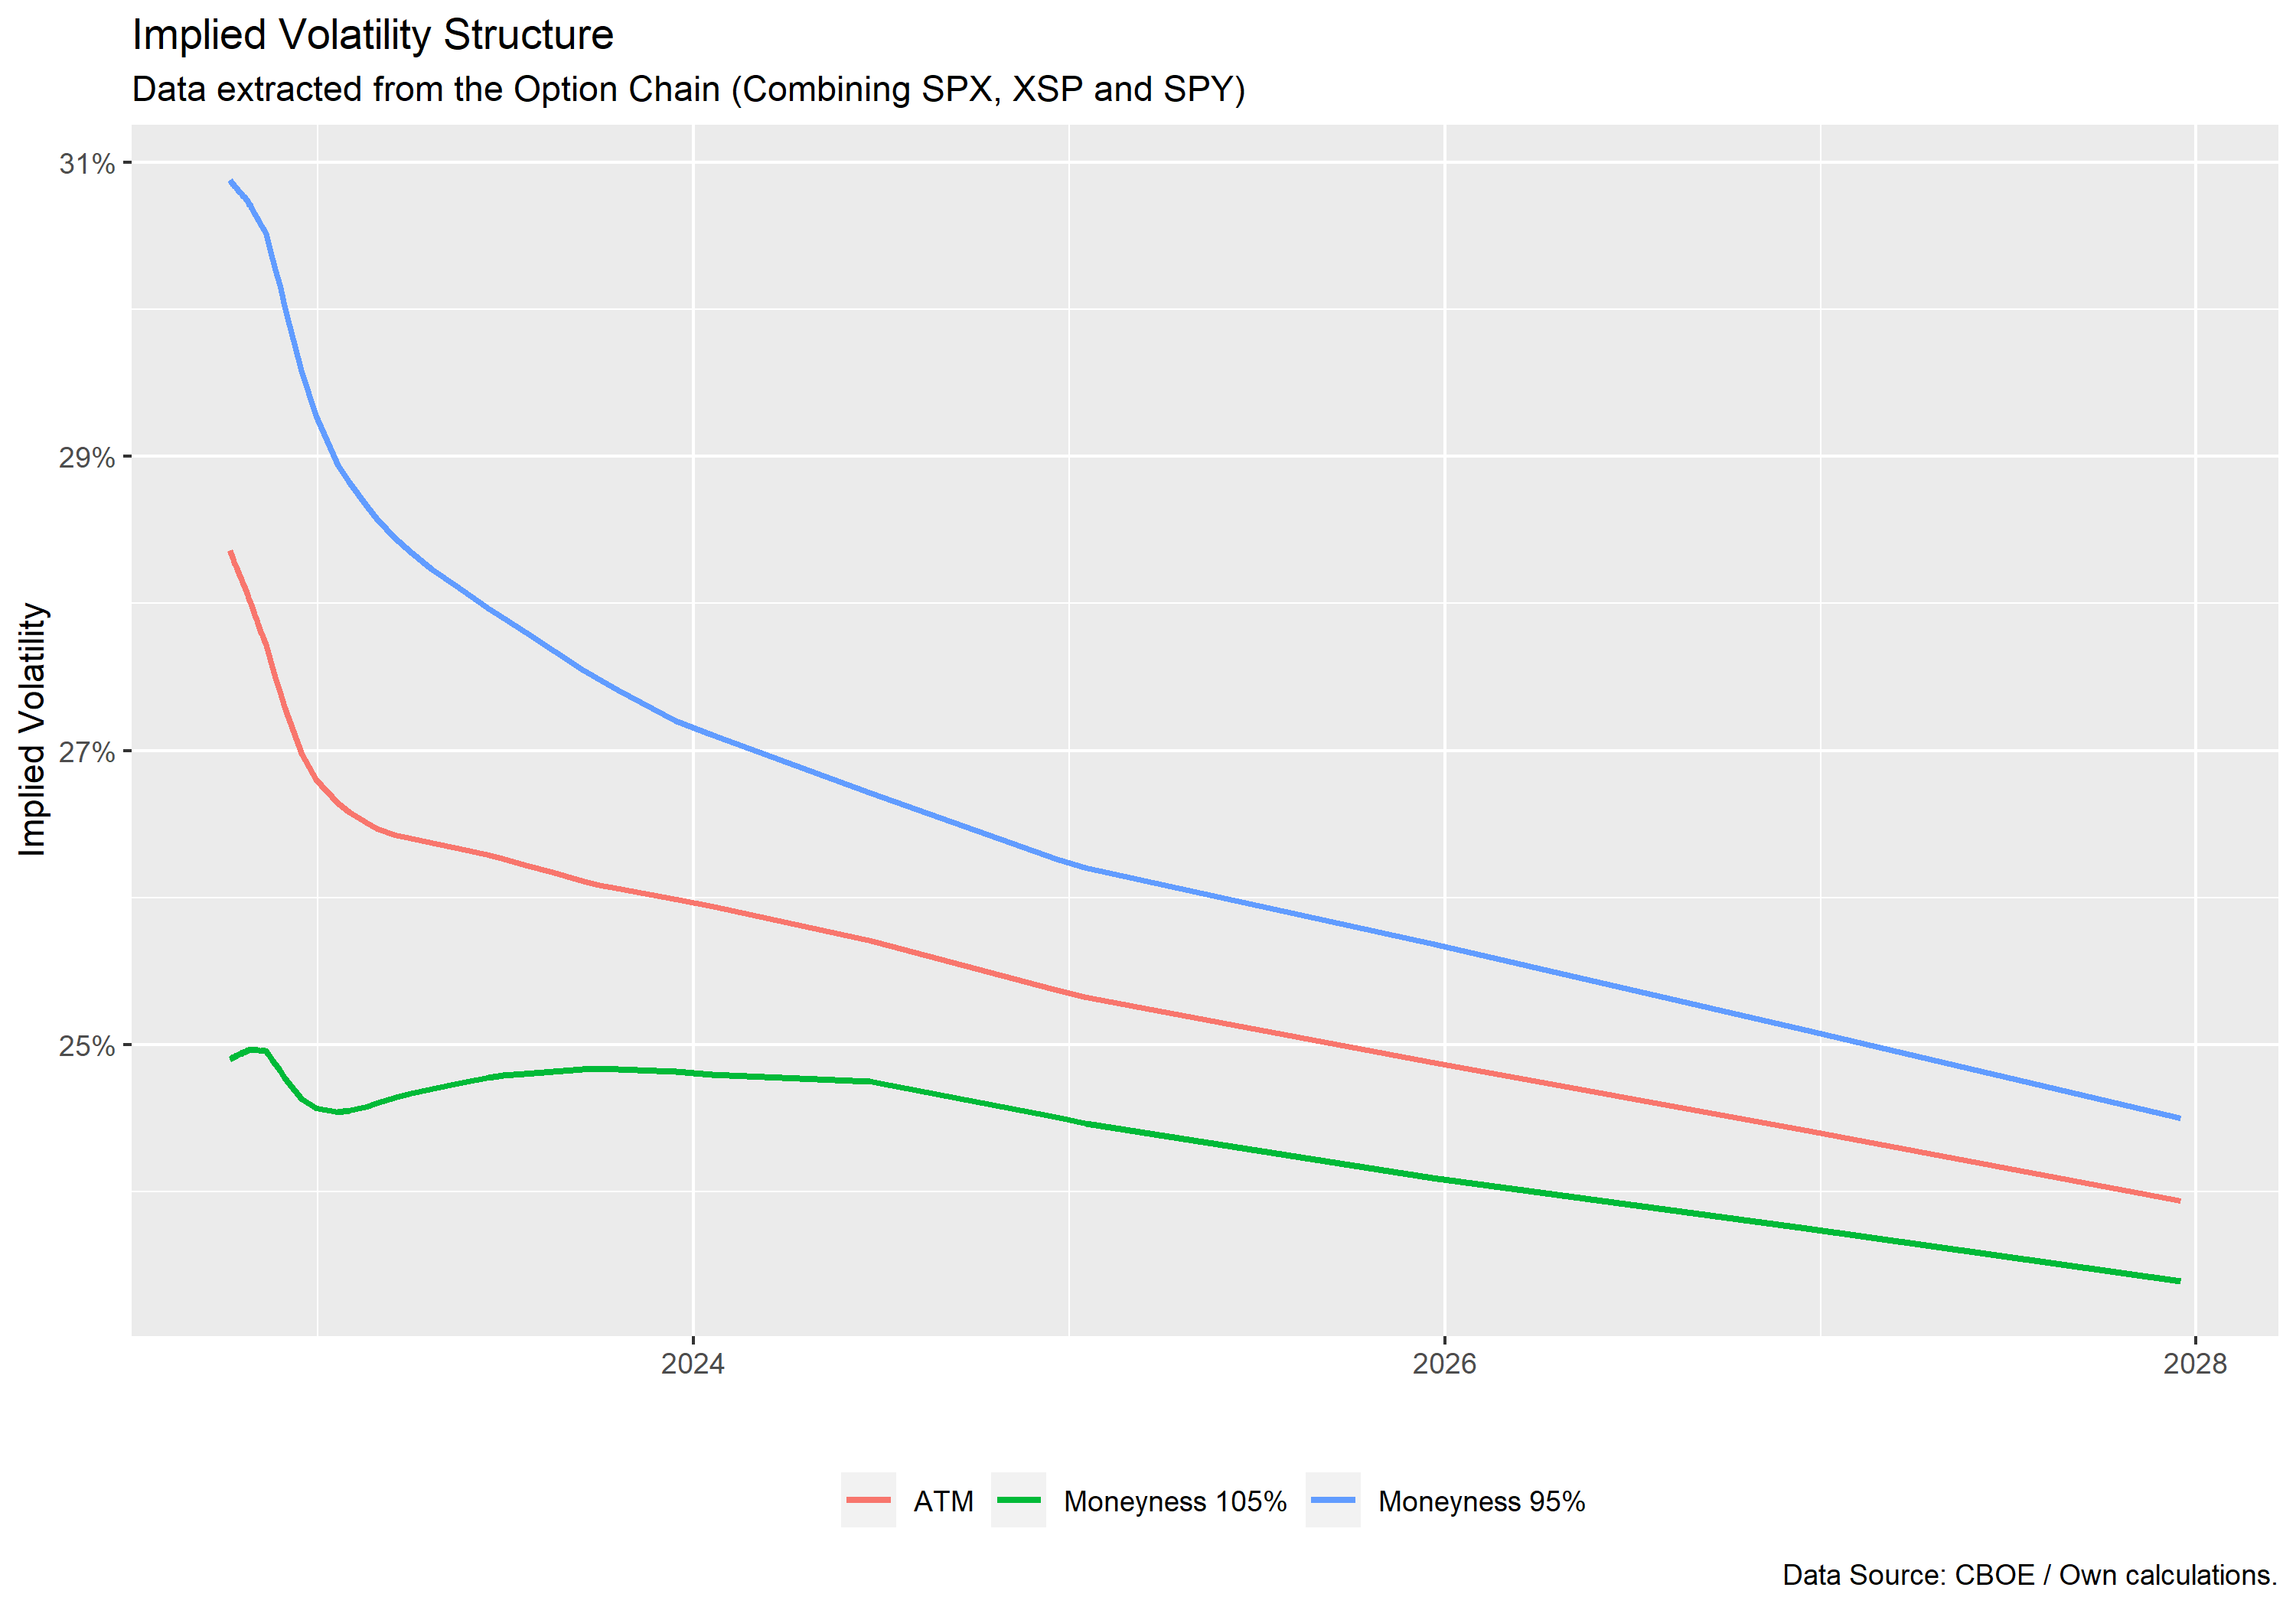 Implied Volatility Structure
Data extracted from the Option Chain (Combining SPX, XSP and SPY)
Implied Volatility
31%
29%
27%
25%
2024 2026 2028
ATM Moneyness 105% Moneyness 95%
Data Source: CBOE / Own calculations.